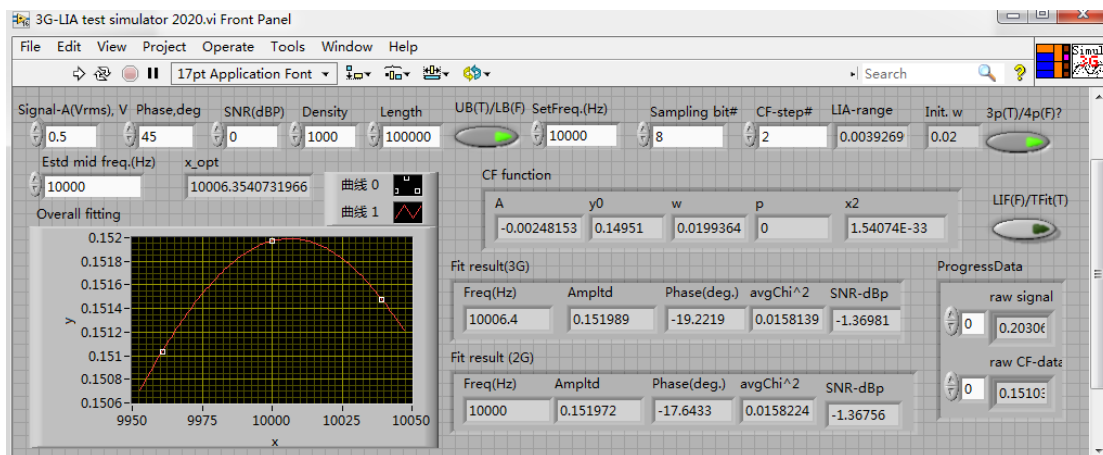 3G-LIA test simulator 2020.vi Front Panel
File Edit View Project Operate Tools Window Help
17pt Application Font Search
Simul
3G
Signal-A(Vrms), V Phase,deg SNR(dBP) Density Length UB(T)/LB(F) SetFreq.(Hz) Sampling bit# CF-step# LIA-range Init. w 3p(T)/4p(F)?
0.5 45 0 1000 100000 10000 8 2 0.0039269 0.02
Estd mid freq.(Hz) x_opt
10000 10006.3540731966
曲线 0
曲线 1
CF function
A y0 w p x2
-0.00248153 0.14951 0.0199364 0 1.54074E-33
LIF(F)/TFit(T)
Overall fitting
0.152
0.1518
0.1516
0.1514
0.1512
0.151
0.1508
0.1506
y
9950 9975 10000 10025 10050
x
Fit result(3G)
Freq(Hz) Ampltd Phase(deg.) avgChi^2 SNR-dBp
10006.4 0.151989 -19.2219 0.0158139 -1.36981
Fit result (2G)
Freq(Hz) Ampltd Phase(deg.) avgChi^2 SNR-dBp
10000 0.151972 -17.6433 0.0158224 -1.36756
ProgressData
raw signal
0 0.20306
raw CF-data
0 0.1510